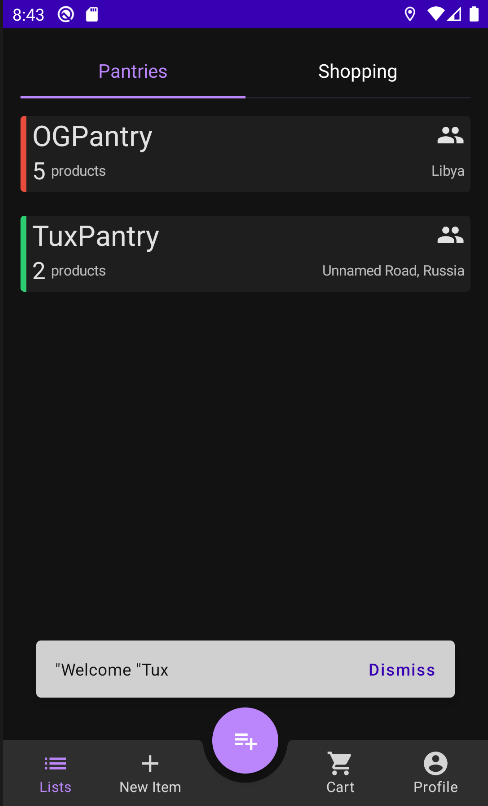 8:43
Pantries Shopping
OGPantry
5 products Libya
TuxPantry
2 products Unnamed Road, Russia
"Welcome "Tux Dismiss
Lists New Item Cart Profile